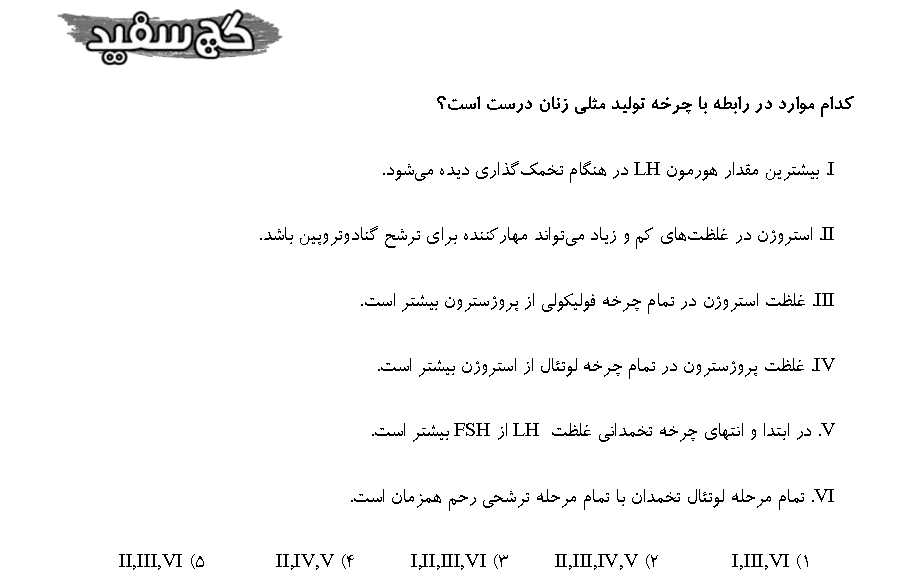 گچ سفید
کدام موارد در رابطه با چرخه تولید مثلی زنان درست است؟
I. بیشترین مقدار هورمون LH در هنگام تخمک‌گذاری دیده می‌شود.
II. استروژن در غلظت‌های کم و زیاد می‌تواند مهارکننده برای ترشح گنادوتروپین باشد.
III. غلظت استروژن در تمام چرخه فولیکولی از پروژسترون بیشتر است.
IV. غلظت پروژسترون در تمام چرخه لوتئال از استروژن بیشتر است.
V. در ابتدا و انتهای چرخه تخمدانی غلظت LH از FSH بیشتر است.
VI. تمام مرحله لوتئال تخمدان با تمام مرحله ترشحی رحم همزمان است.
۱) I,III,VI ۲) II,III,IV,V ۳) I,II,III,VI ۴) II,IV,V ۵) II,III,VI